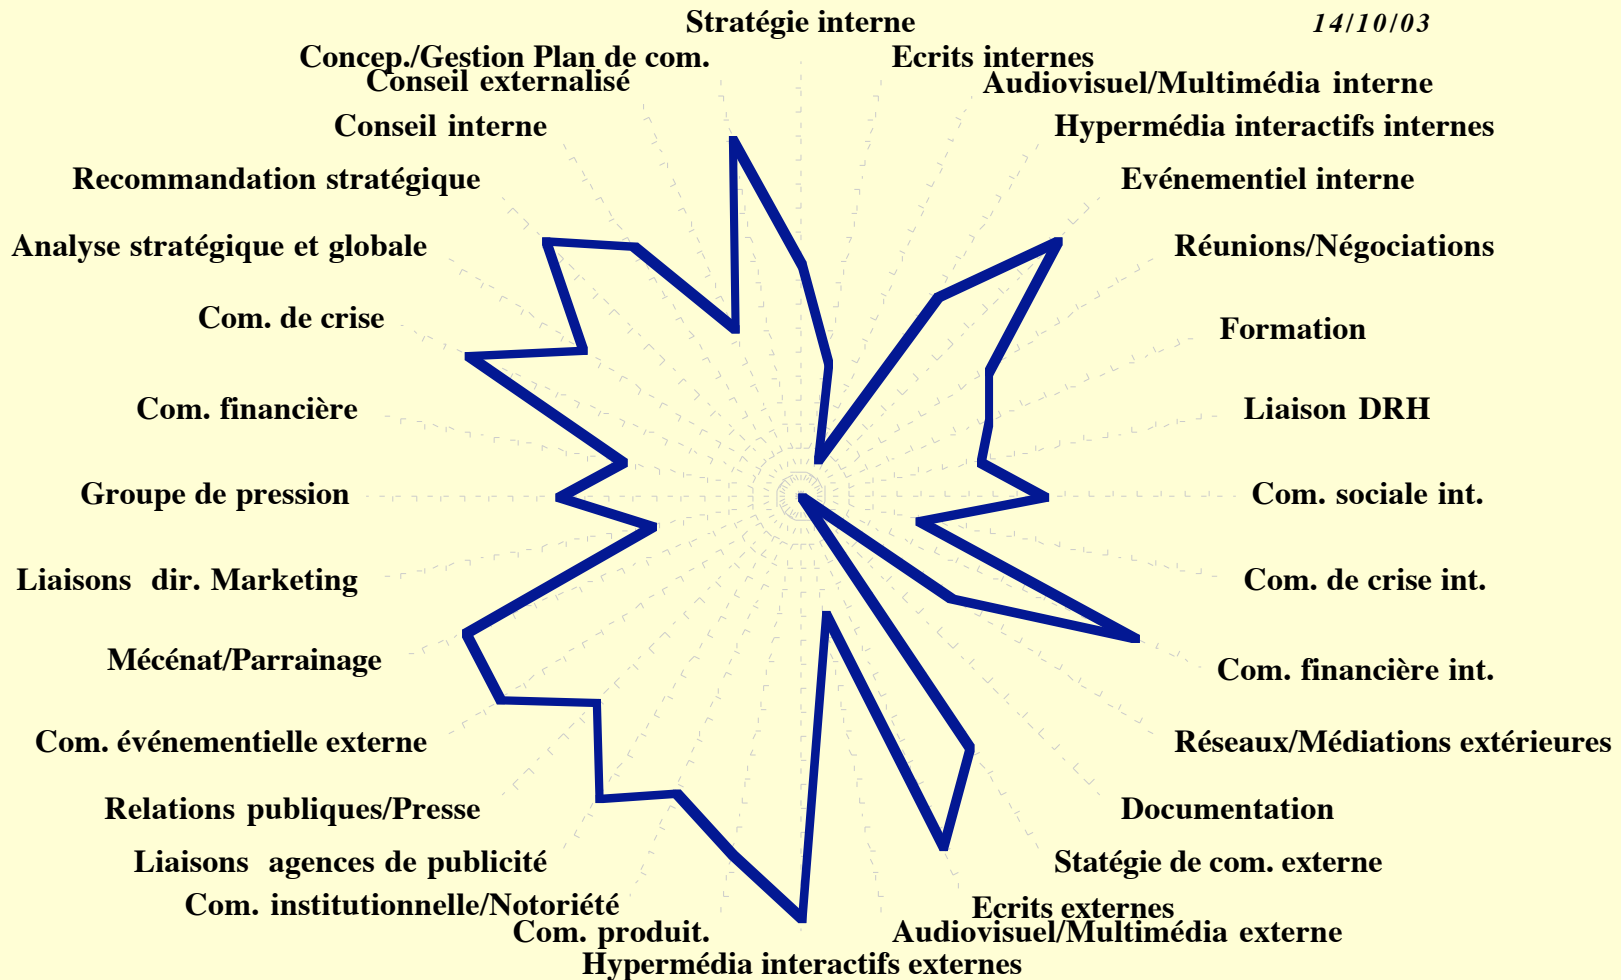 Stratégie interne
14/10/03
Concep./Gestion Plan de com.
Ecrits internes
Conseil externalisé
Audiovisuel/Multimédia interne
Conseil interne
Hypermédia interactifs internes
Recommandation stratégique
Evénementiel interne
Analyse stratégique et globale
Réunions/Négociations
Com. de crise
Formation
Com. financière
Liaison DRH
Groupe de pression
Com. sociale int.
Liaisons dir. Marketing
Com. de crise int.
Mécénat/Parrainage
Com. financière int.
Com. événementielle externe
Réseaux/Médiations extérieures
Relations publiques/Presse
Documentation
Liaisons agences de publicité
Statégie de com. externe
Com. institutionnelle/Notoriété
Ecrits externes
Com. produit.
Audiovisuel/Multimédia externe
Hypermédia interactifs externes